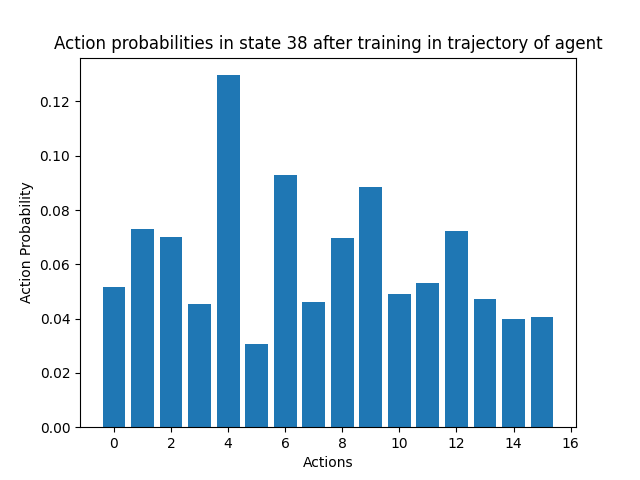 Action probabilities in state 38 after training in trajectory of agent
Action Probability
0.12
0.10
0.08
0.06
0.04
0.02
0.00
0 2 4 6 8 10 12 14 16
Actions